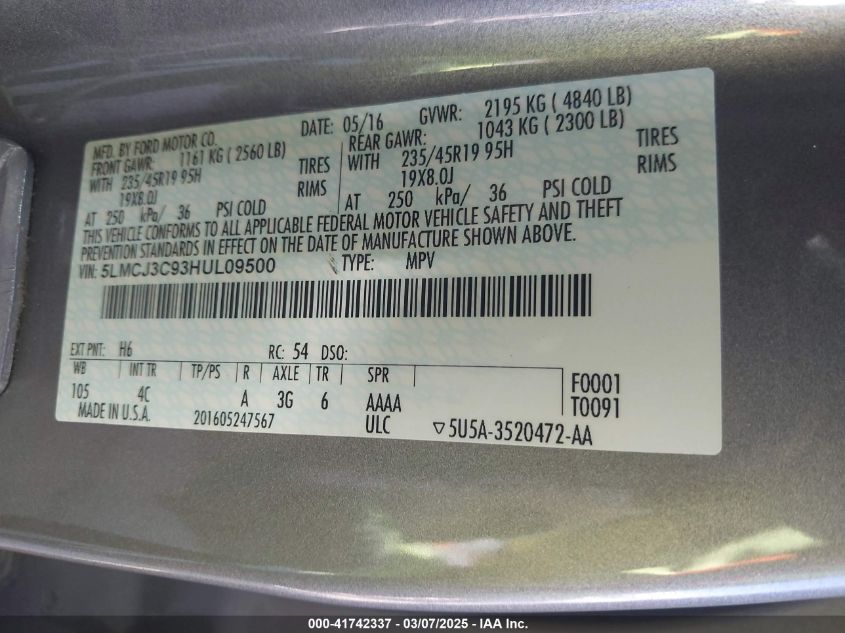 MFD. BY FORD MOTOR CO.
DATE: 05/16 GVWR: 2195 KG ( 4840 LB)
FRONT GAWR: 1161 KG ( 2560 LB) REAR GAWR: 1043 KG ( 2300 LB)
WITH 235/45R19 95H TIRES WITH 235/45R19 95H TIRES
19X8.0J RIMS 19X8.0J RIMS
AT 250 kPa/ 36 PSI COLD AT 250 kPa/ 36 PSI COLD
THIS VEHICLE CONFORMS TO ALL APPLICABLE FEDERAL MOTOR VEHICLE SAFETY AND THEFT
PREVENTION STANDARDS IN EFFECT ON THE DATE OF MANUFACTURE SHOWN ABOVE.
VIN: 5LMCJ3C93HUL09500 TYPE: MPV
EXT PNT: H6 RC: 54 DSO:
WB INT TR TP/PS R AXLE TR SPR
105 4C A 3G 6 AAAA
F0001
T0091
MADE IN U.S.A. 201605247567 ULC ▽5U5A-3520472-AA
000-41742337 - 03/07/2025 - IAA Inc.